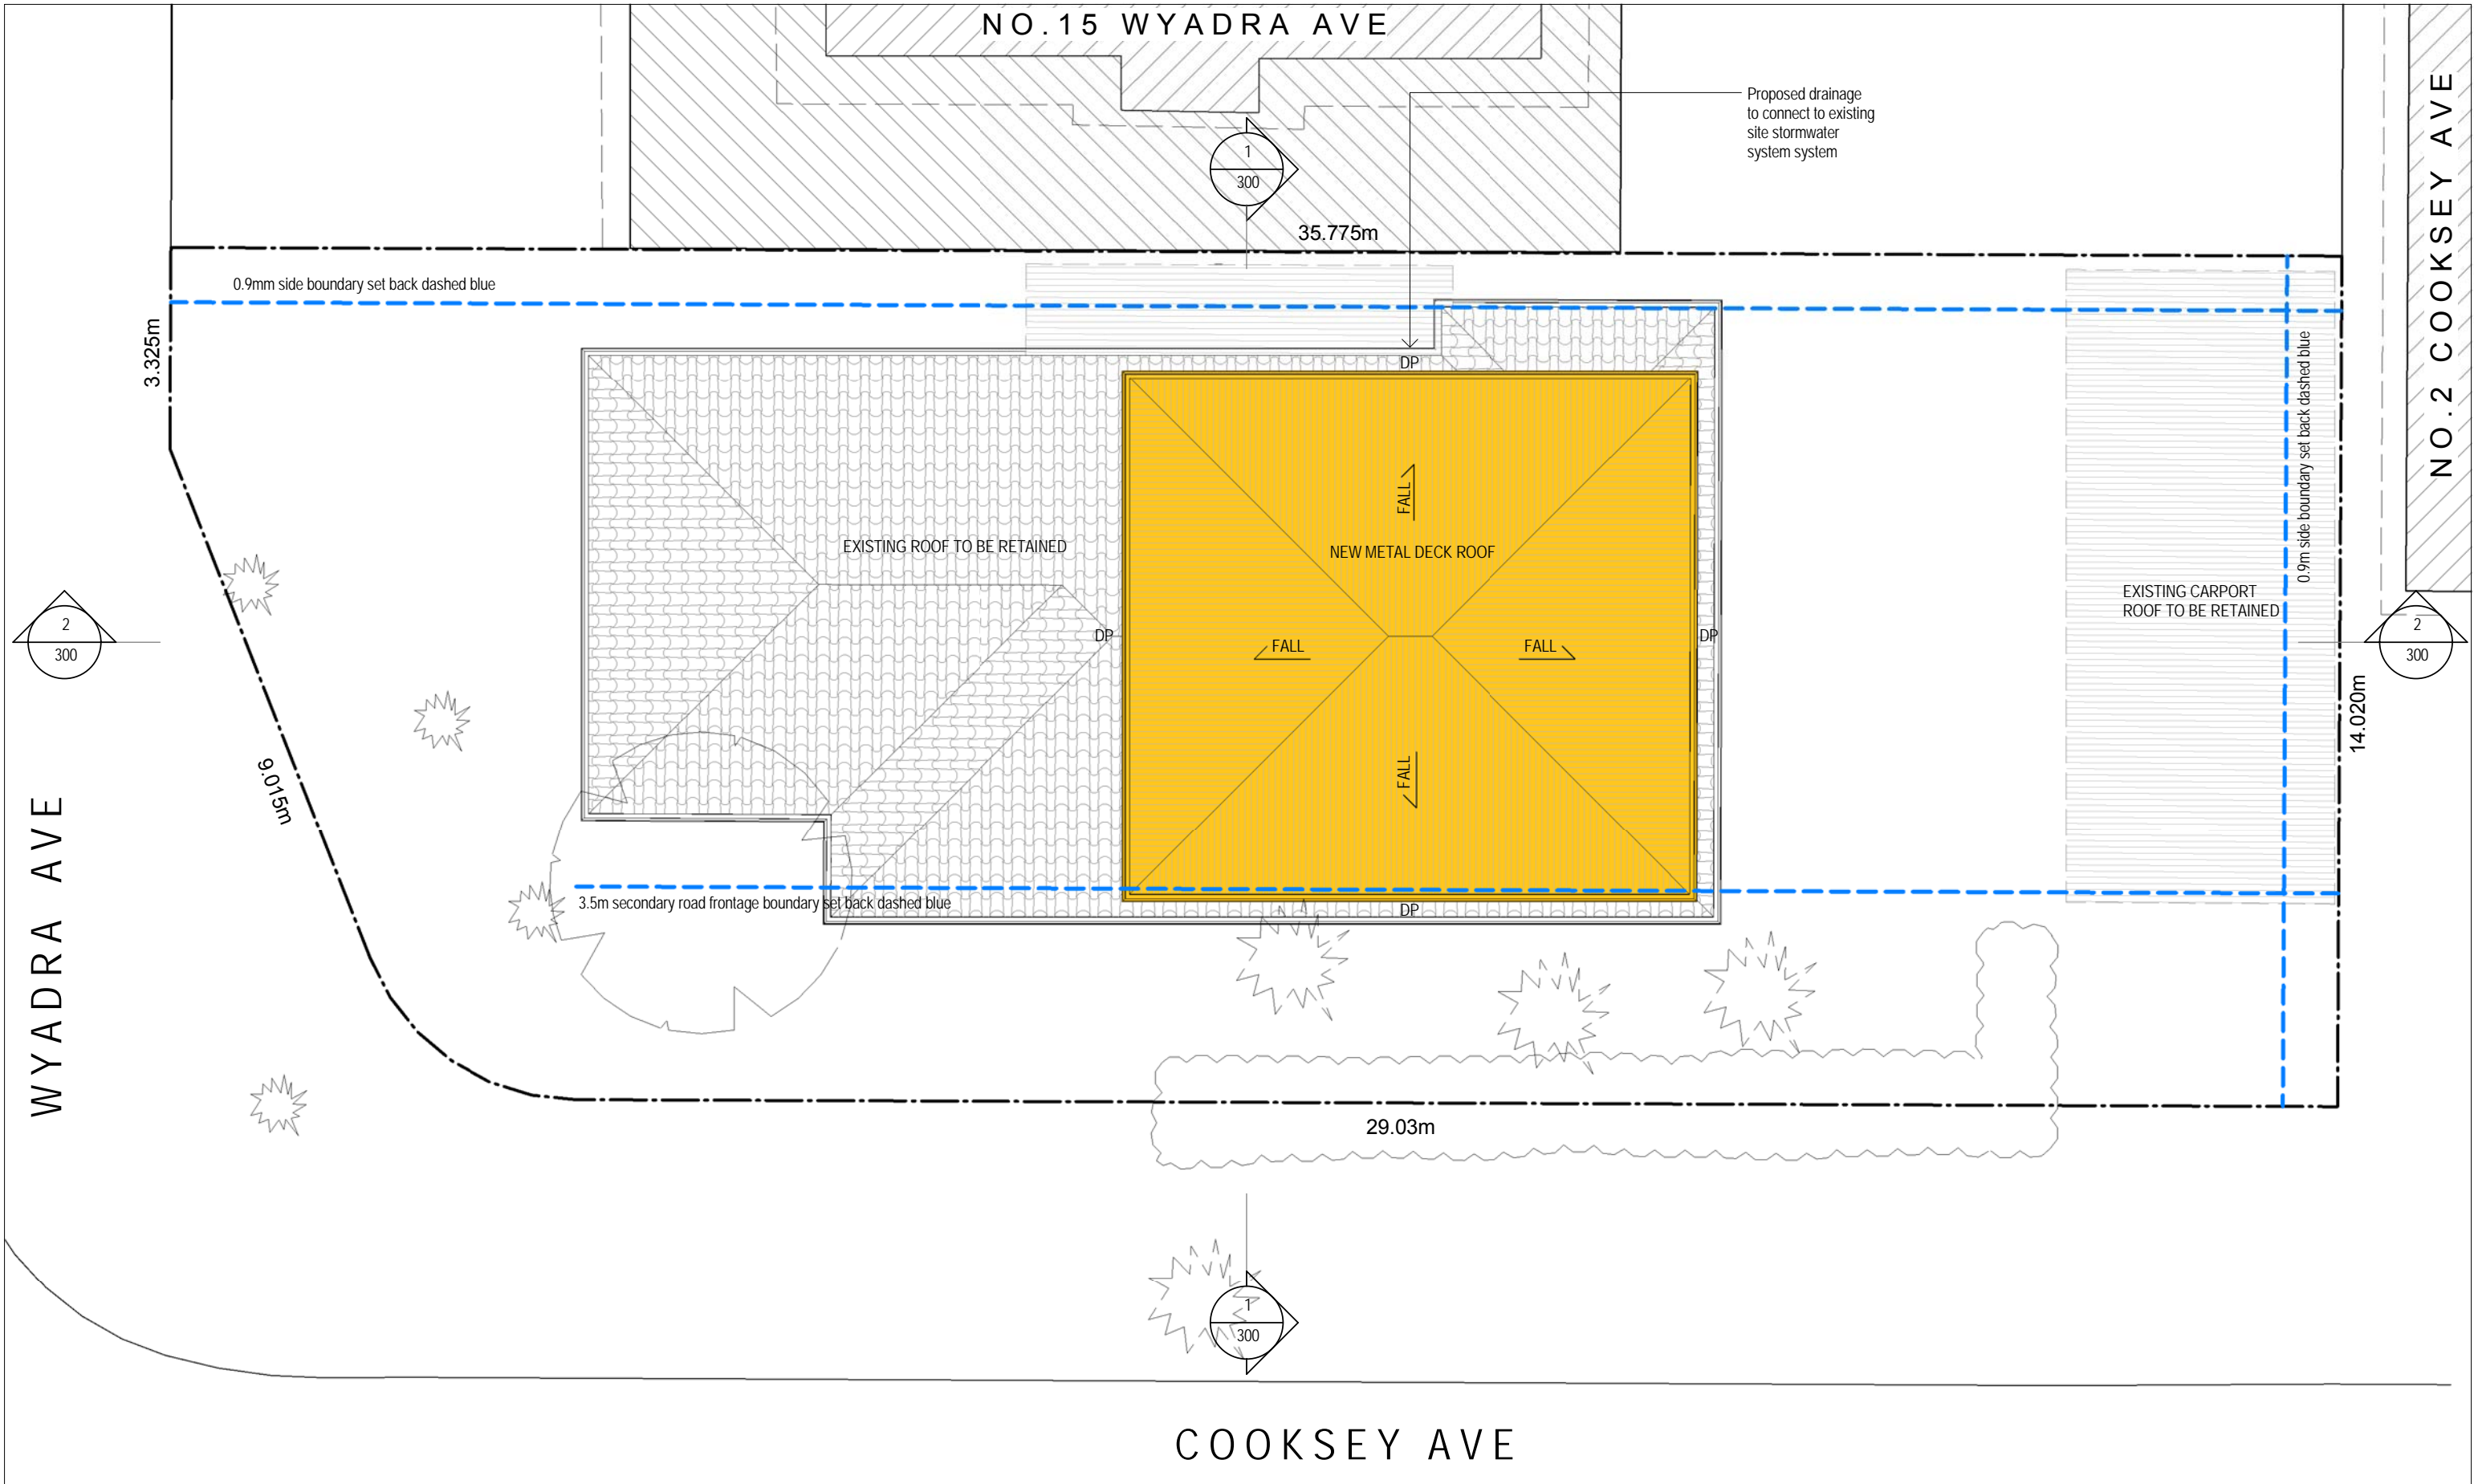 NO.15 WYADRA AVE
Proposed drainage
to connect to existing
site stormwater
system system
NO.2 COOKSEY AVE
1
300
35.775m
0.9mm side boundary set back dashed blue
3.325m
0.9m side boundary set back dashed blue
DP
FALL
EXISTING ROOF TO BE RETAINED
NEW METAL DECK ROOF
EXISTING CARPORT
ROOF TO BE RETAINED
2
300
DP
FALL
FALL
DP
2
300
14.020m
9.015m
FALL
WYADRA AVE
3.5m secondary road frontage boundary set back dashed blue
DP
29.03m
1
300
COOKSEY AVE